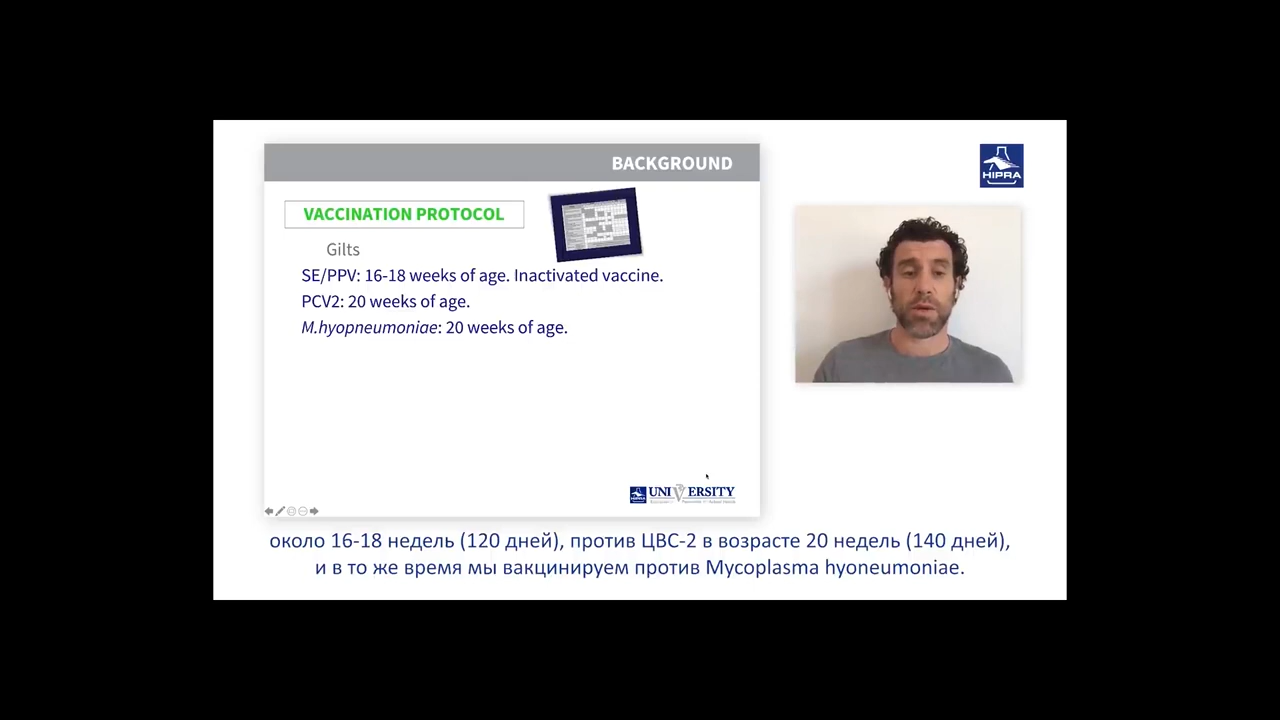 BACKGROUND
HIPRA
VACCINATION PROTOCOL
Gilts
SE/PPV: 16-18 weeks of age. Inactivated vaccine.
PCV2: 20 weeks of age.
M.hyopneumoniae: 20 weeks of age.
UNIVERSITY
около 16-18 недель (120 дней), против ЦВС-2 в возрасте 20 недель (140 дней),
и в то же время мы вакцинируем против Mycoplasma hyoneumoniae.